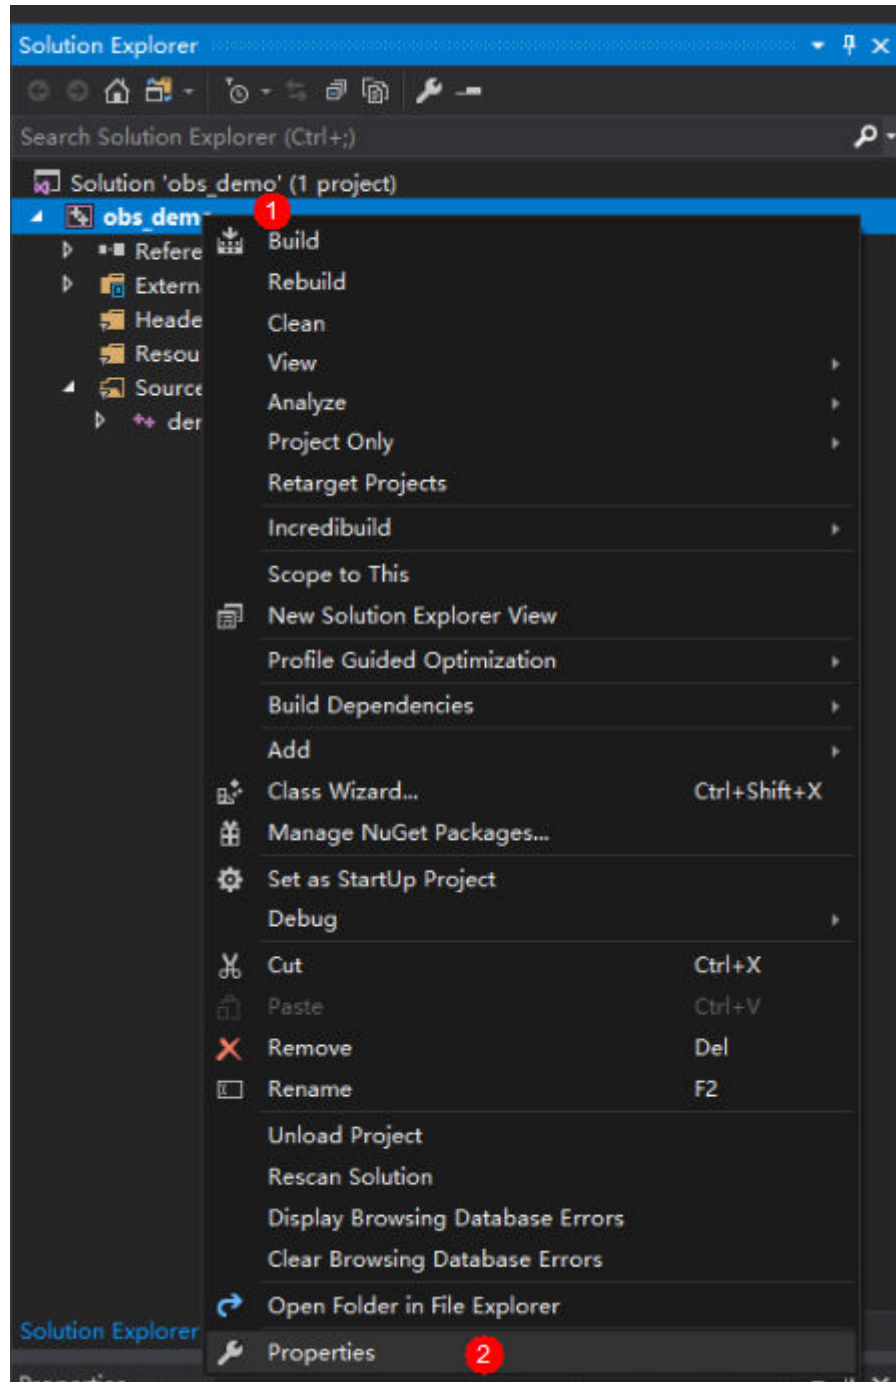 Solution Explorer
Search Solution Explorer (Ctrl+;)
Solution 'obs_demo' (1 project)
obs_dem
1
Refere
Extern
Heade
Resou
Source
der
Build
Rebuild
Clean
View
Analyze
Project Only
Retarget Projects
Incredibuild
Scope to This
New Solution Explorer View
Profile Guided Optimization
Build Dependencies
Add
Class Wizard... Ctrl+Shift+X
Manage NuGet Packages...
Set as StartUp Project
Debug
Cut Ctrl+X
Paste Ctrl+V
Remove Del
Rename F2
Unload Project
Rescan Solution
Display Browsing Database Errors
Clear Browsing Database Errors
Open Folder in File Explorer
Solution Explorer
Properties 2